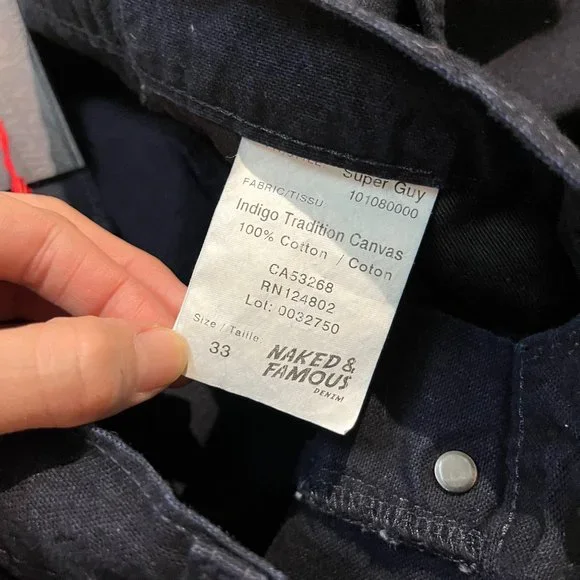 Super Guy
FABRIC/TISSU 101080000
Indigo Tradition Canvas
100% Cotton / Coton
CA53268
RN124802
Lot: 0032750
Size / Taille
33
NAKED &
FAMOUS
DENIM